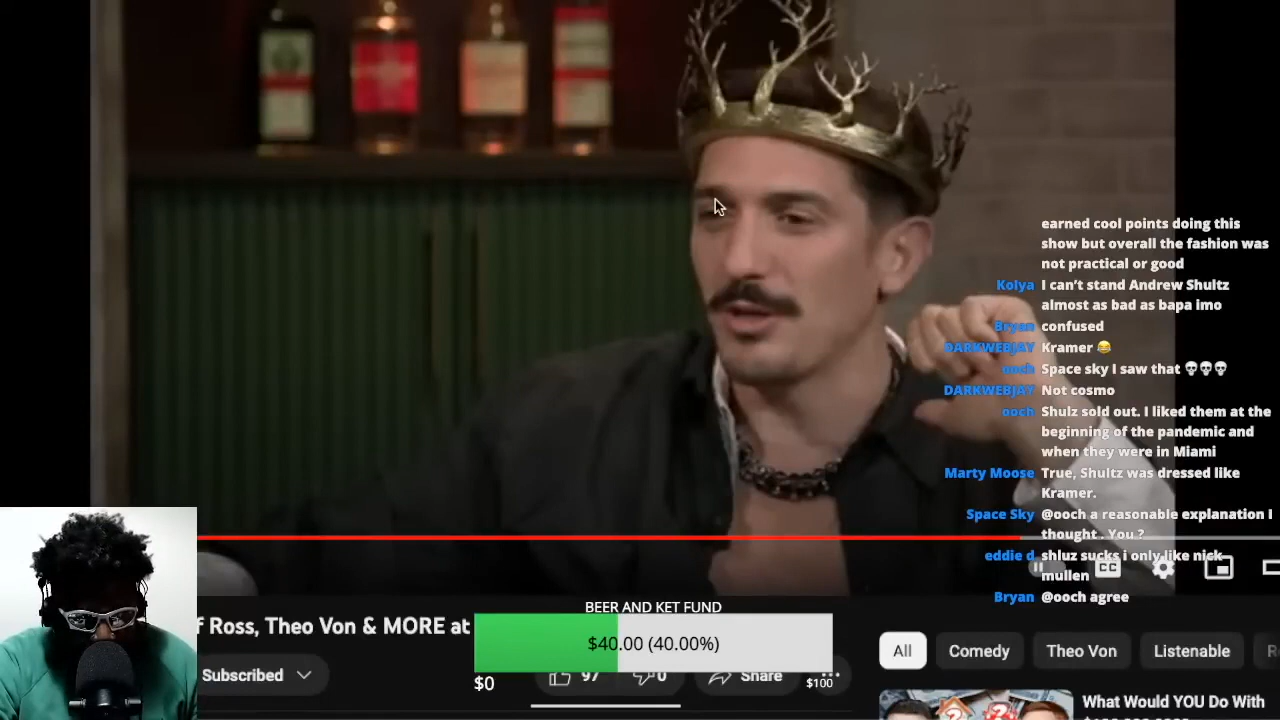 earned cool points doing this
show but overall the fashion was
not practical or good
Kolya I can't stand Andrew Shultz
almost as bad as bapa imo
Bryan confused
DARKWEBJAY Kramer 😂
ooch Space sky I saw that 💀💀💀
DARKWEBJAY Not cosmo
ooch Shulz sold out. I liked them at the
beginning of the pandemic and
when they were in Miami
Marty Moose True, Shultz was dressed like
Kramer.
Space Sky @ooch a reasonable explanation I
thought . You ?
eddie d shluz sucks i only like nick
mullen
CC
Bryan @ooch agree
BEER AND KET FUND
f Ross, Theo Von & MORE at
$40.00 (40.00%)
$0
$100
Subscribed
97
0
Share
All
Comedy
Theo Von
Listenable
What Would YOU Do With